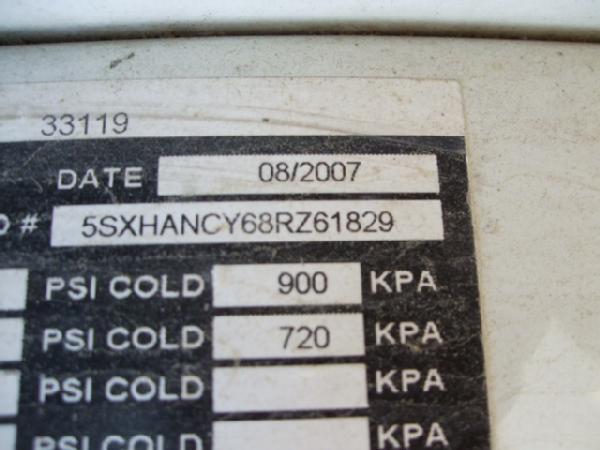 33119
DATE 08/2007
D # 5SXHANCY68RZ61829
PSI COLD 900 KPA
PSI COLD 720 KPA
PSI COLD KPA
PSI COLD KPA